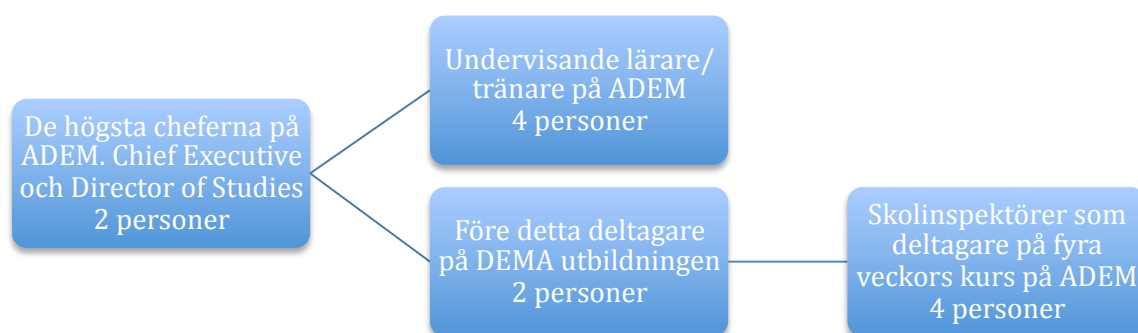 De högsta cheferna på
ADEM. Chief Executive
och Director of Studies
2 personer
Undervisande lärare/
tränare på ADEM
4 personer
Före detta deltagare
på DEMA utbildningen
2 personer
Skolinspektörer som
deltagare på fyra
veckors kurs på ADEM
4 personer